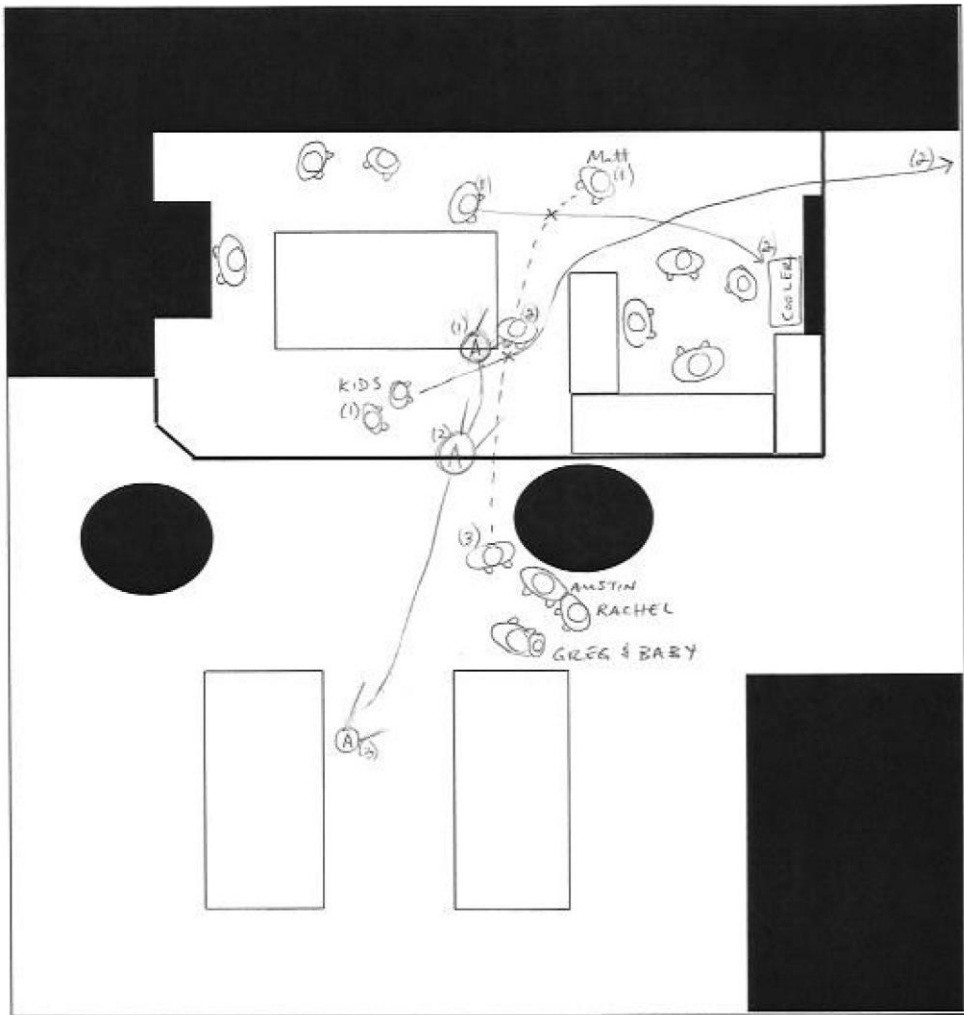 Matt
(1)
(1)
(2)
(2)
COOLER
(1)
A
(2)
KIDS
(1)
(2)
A
(3)
AUSTIN
RACHEL
GREG & BABY
A
(3)